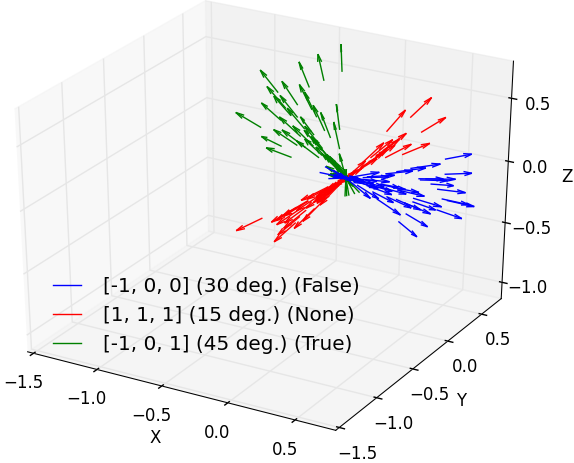 0.5
0.0
Z
−0.5
−1.0
[-1, 0, 0] (30 deg.) (False)
[1, 1, 1] (15 deg.) (None)
[-1, 0, 1] (45 deg.) (True)
0.5
0.0
−0.5
Y
−1.0
−1.5
−1.5
−1.0
−0.5
0.0
0.5
X